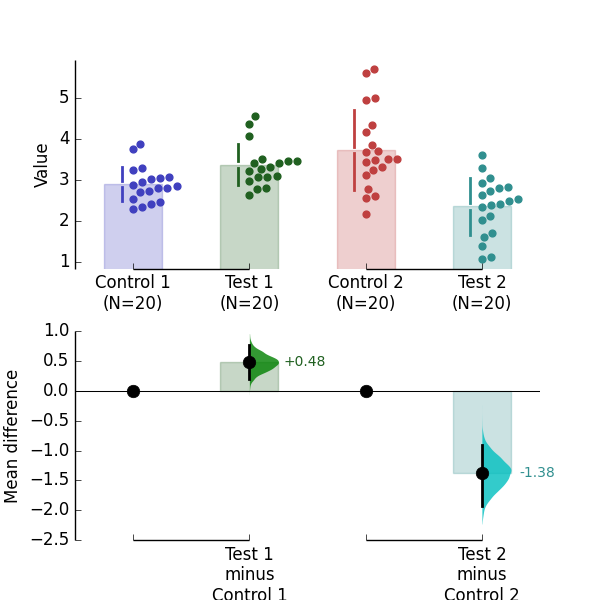 Value
5
4
3
2
1
Control 1
(N=20)
Test 1
(N=20)
Control 2
(N=20)
Test 2
(N=20)
Mean difference
1.0
0.5
0.0
−0.5
−1.0
−1.5
−2.0
−2.5
+0.48
-1.38
Test 1
minus
Control 1
Test 2
minus
Control 2